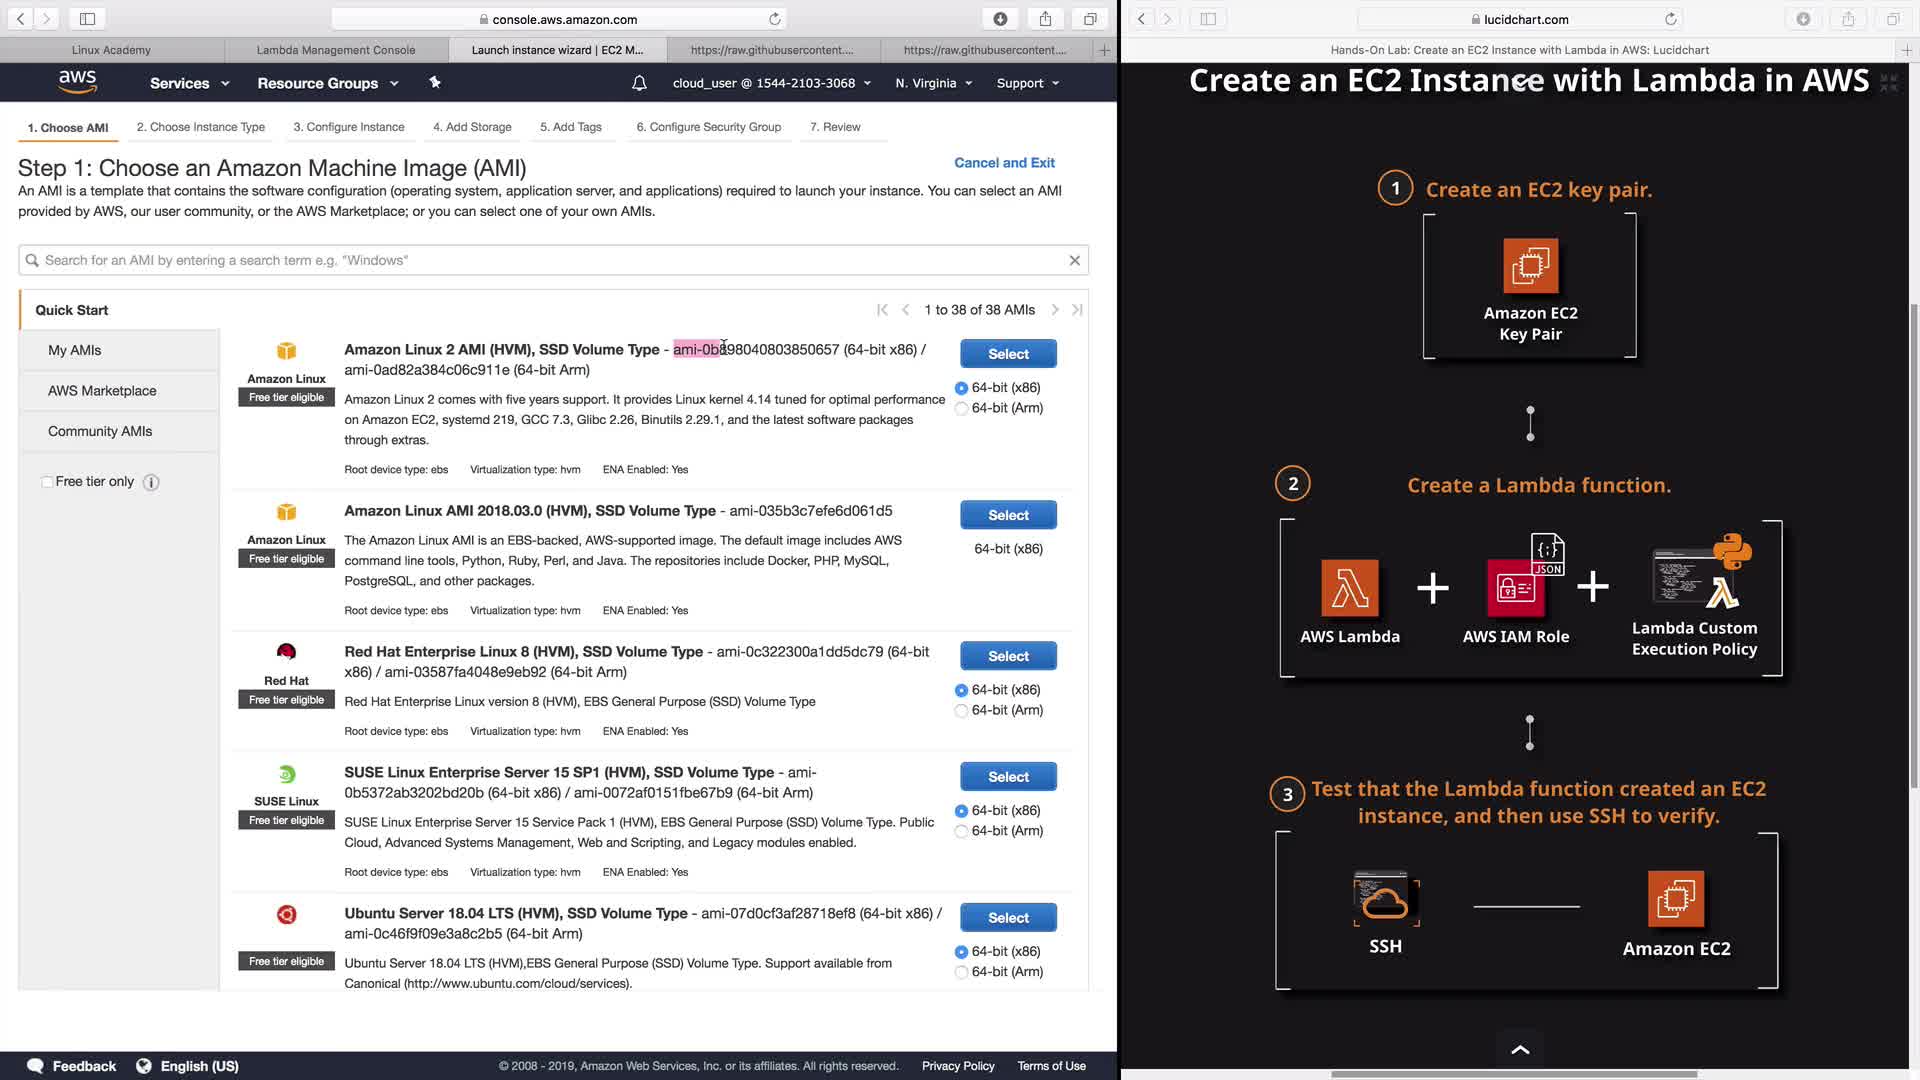 console.aws.amazon.com
Linux Academy
Lambda Management Console
Launch instance wizard | EC2 M...
https://raw.githubusercontent....
https://raw.githubusercontent....
aws
Services
Resource Groups
cloud_user @ 1544-2103-3068
N. Virginia
Support
1. Choose AMI
2. Choose Instance Type
3. Configure Instance
4. Add Storage
5. Add Tags
6. Configure Security Group
7. Review
Step 1: Choose an Amazon Machine Image (AMI)
Cancel and Exit
An AMI is a template that contains the software configuration (operating system, application server, and applications) required to launch your instance. You can select an AMI
provided by AWS, our user community, or the AWS Marketplace; or you can select one of your own AMIs.
Search for an AMI by entering a search term e.g. "Windows"
Quick Start
1 to 38 of 38 AMIs
My AMIs
AWS Marketplace
Community AMIs
Free tier only
Amazon Linux
Free tier eligible
Amazon Linux 2 AMI (HVM), SSD Volume Type - ami-0b898040803850657 (64-bit x86) /
ami-0ad82a384c06c911e (64-bit Arm)
Amazon Linux 2 comes with five years support. It provides Linux kernel 4.14 tuned for optimal performance
on Amazon EC2, systemd 219, GCC 7.3, Glibc 2.26, Binutils 2.29.1, and the latest software packages
through extras.
Root device type: ebs Virtualization type: hvm ENA Enabled: Yes
Select
64-bit (x86)
64-bit (Arm)
Amazon Linux
Free tier eligible
Amazon Linux AMI 2018.03.0 (HVM), SSD Volume Type - ami-035b3c7efe6d061d5
The Amazon Linux AMI is an EBS-backed, AWS-supported image. The default image includes AWS
command line tools, Python, Ruby, Perl, and Java. The repositories include Docker, PHP, MySQL,
PostgreSQL, and other packages.
Root device type: ebs Virtualization type: hvm ENA Enabled: Yes
Select
64-bit (x86)
Red Hat
Free tier eligible
Red Hat Enterprise Linux 8 (HVM), SSD Volume Type - ami-0c322300a1dd5dc79 (64-bit
x86) / ami-03587fa4048e9eb92 (64-bit Arm)
Red Hat Enterprise Linux version 8 (HVM), EBS General Purpose (SSD) Volume Type
Root device type: ebs Virtualization type: hvm ENA Enabled: Yes
Select
64-bit (x86)
64-bit (Arm)
SUSE Linux
Free tier eligible
SUSE Linux Enterprise Server 15 SP1 (HVM), SSD Volume Type - ami-
0b5372ab3202bd20b (64-bit x86) / ami-0072af0151fbe67b9 (64-bit Arm)
SUSE Linux Enterprise Server 15 Service Pack 1 (HVM), EBS General Purpose (SSD) Volume Type. Public
Cloud, Advanced Systems Management, Web and Scripting, and Legacy modules enabled.
Root device type: ebs Virtualization type: hvm ENA Enabled: Yes
Select
64-bit (x86)
64-bit (Arm)
Free tier eligible
Ubuntu Server 18.04 LTS (HVM), SSD Volume Type - ami-07d0cf3af28718ef8 (64-bit x86) /
ami-0c46f9f09e3a8c2b5 (64-bit Arm)
Ubuntu Server 18.04 LTS (HVM),EBS General Purpose (SSD) Volume Type. Support available from
Canonical (http://www.ubuntu.com/cloud/services).
Select
64-bit (x86)
64-bit (Arm)
Feedback
English (US)
© 2008 - 2019, Amazon Web Services, Inc. or its affiliates. All rights reserved.
Privacy Policy
Terms of Use
lucidchart.com
Hands-On Lab: Create an EC2 Instance with Lambda in AWS: Lucidchart
Create an EC2 Instance with Lambda in AWS
1
Create an EC2 key pair.
Amazon EC2
Key Pair
2
Create a Lambda function.
JSON
AWS Lambda
+
AWS IAM Role
+
Lambda Custom
Execution Policy
3
Test that the Lambda function created an EC2
instance, and then use SSH to verify.
SSH
Amazon EC2